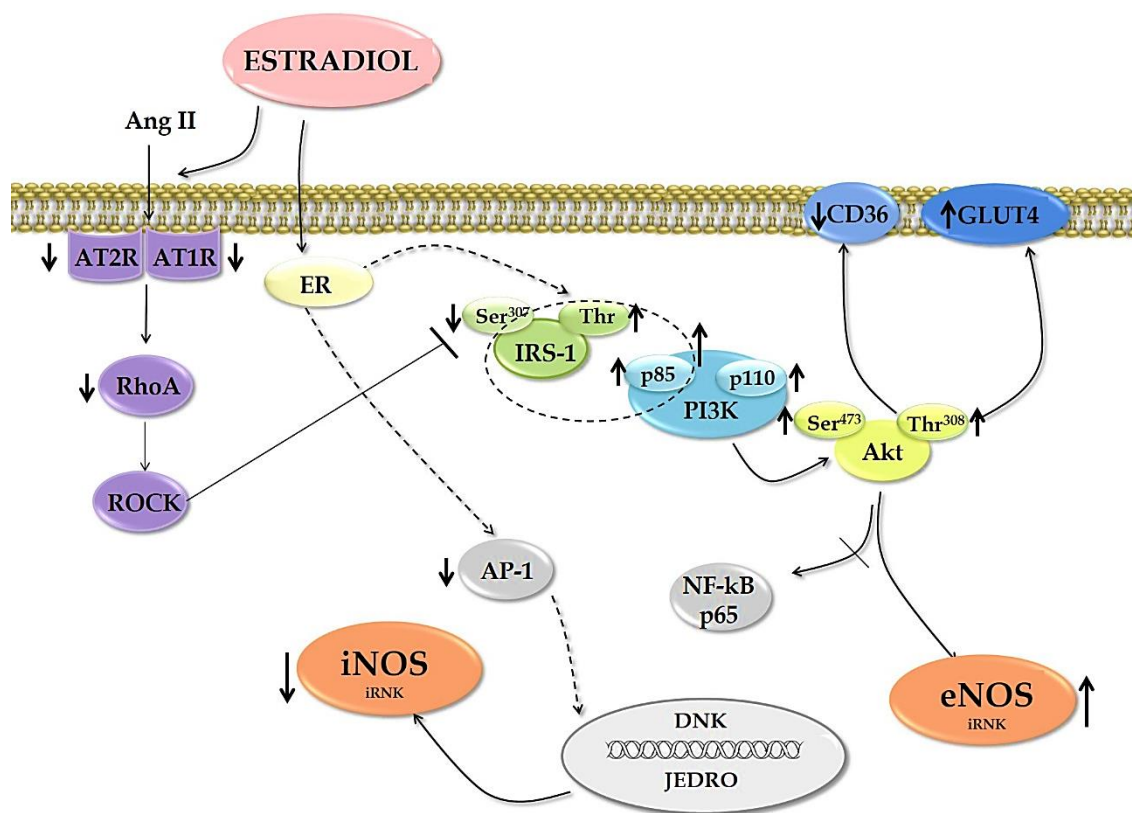 ESTRADIOL
Ang II
CD36
GLUT4
AT2R
AT1R
ER
Ser307
Thr
IRS-1
p85
p110
PI3K
Ser473
Thr308
Akt
RhoA
ROCK
AP-1
NF-kB
p65
iNOS
iRNK
eNOS
iRNK
DNK
JEDRO